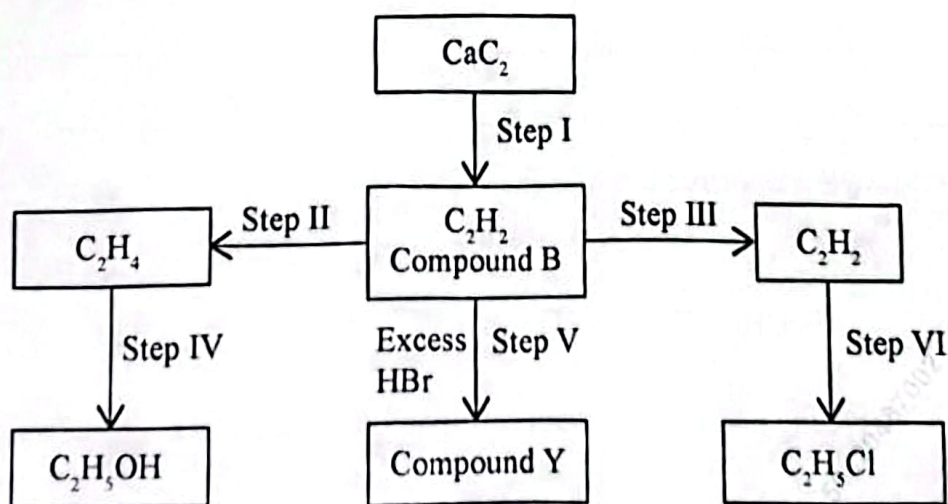 CaC₂
Step I
Step II
C₂H₂
Compound B
Step III
C₂H₄
C₂H₂
Step IV
Excess
HBr
Step V
Step VI
C₂H₅OH
Compound Y
C₂H₅Cl